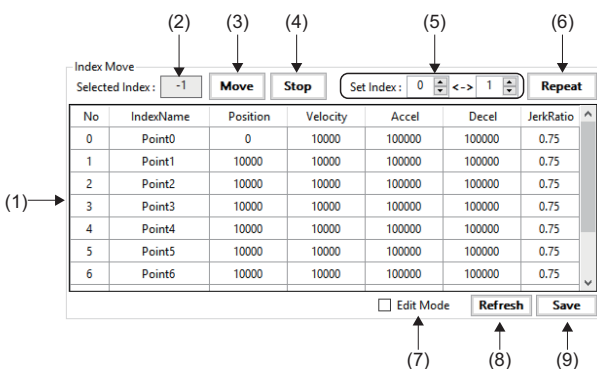 (2) (3) (4) (5) (6)
Index Move
Selected Index : -1 Move Stop Set Index : 0 <-> 1 Repeat
No IndexName Position Velocity Accel Decel JerkRatio
0 Point0 0 10000 100000 100000 0.75
1 Point1 10000 10000 100000 100000 0.75
2 Point2 10000 10000 100000 100000 0.75
(1) 3 Point3 10000 10000 100000 100000 0.75
4 Point4 10000 10000 100000 100000 0.75
5 Point5 10000 10000 100000 100000 0.75
6 Point6 10000 10000 100000 100000 0.75
Edit Mode Refresh Save
(7) (8) (9)